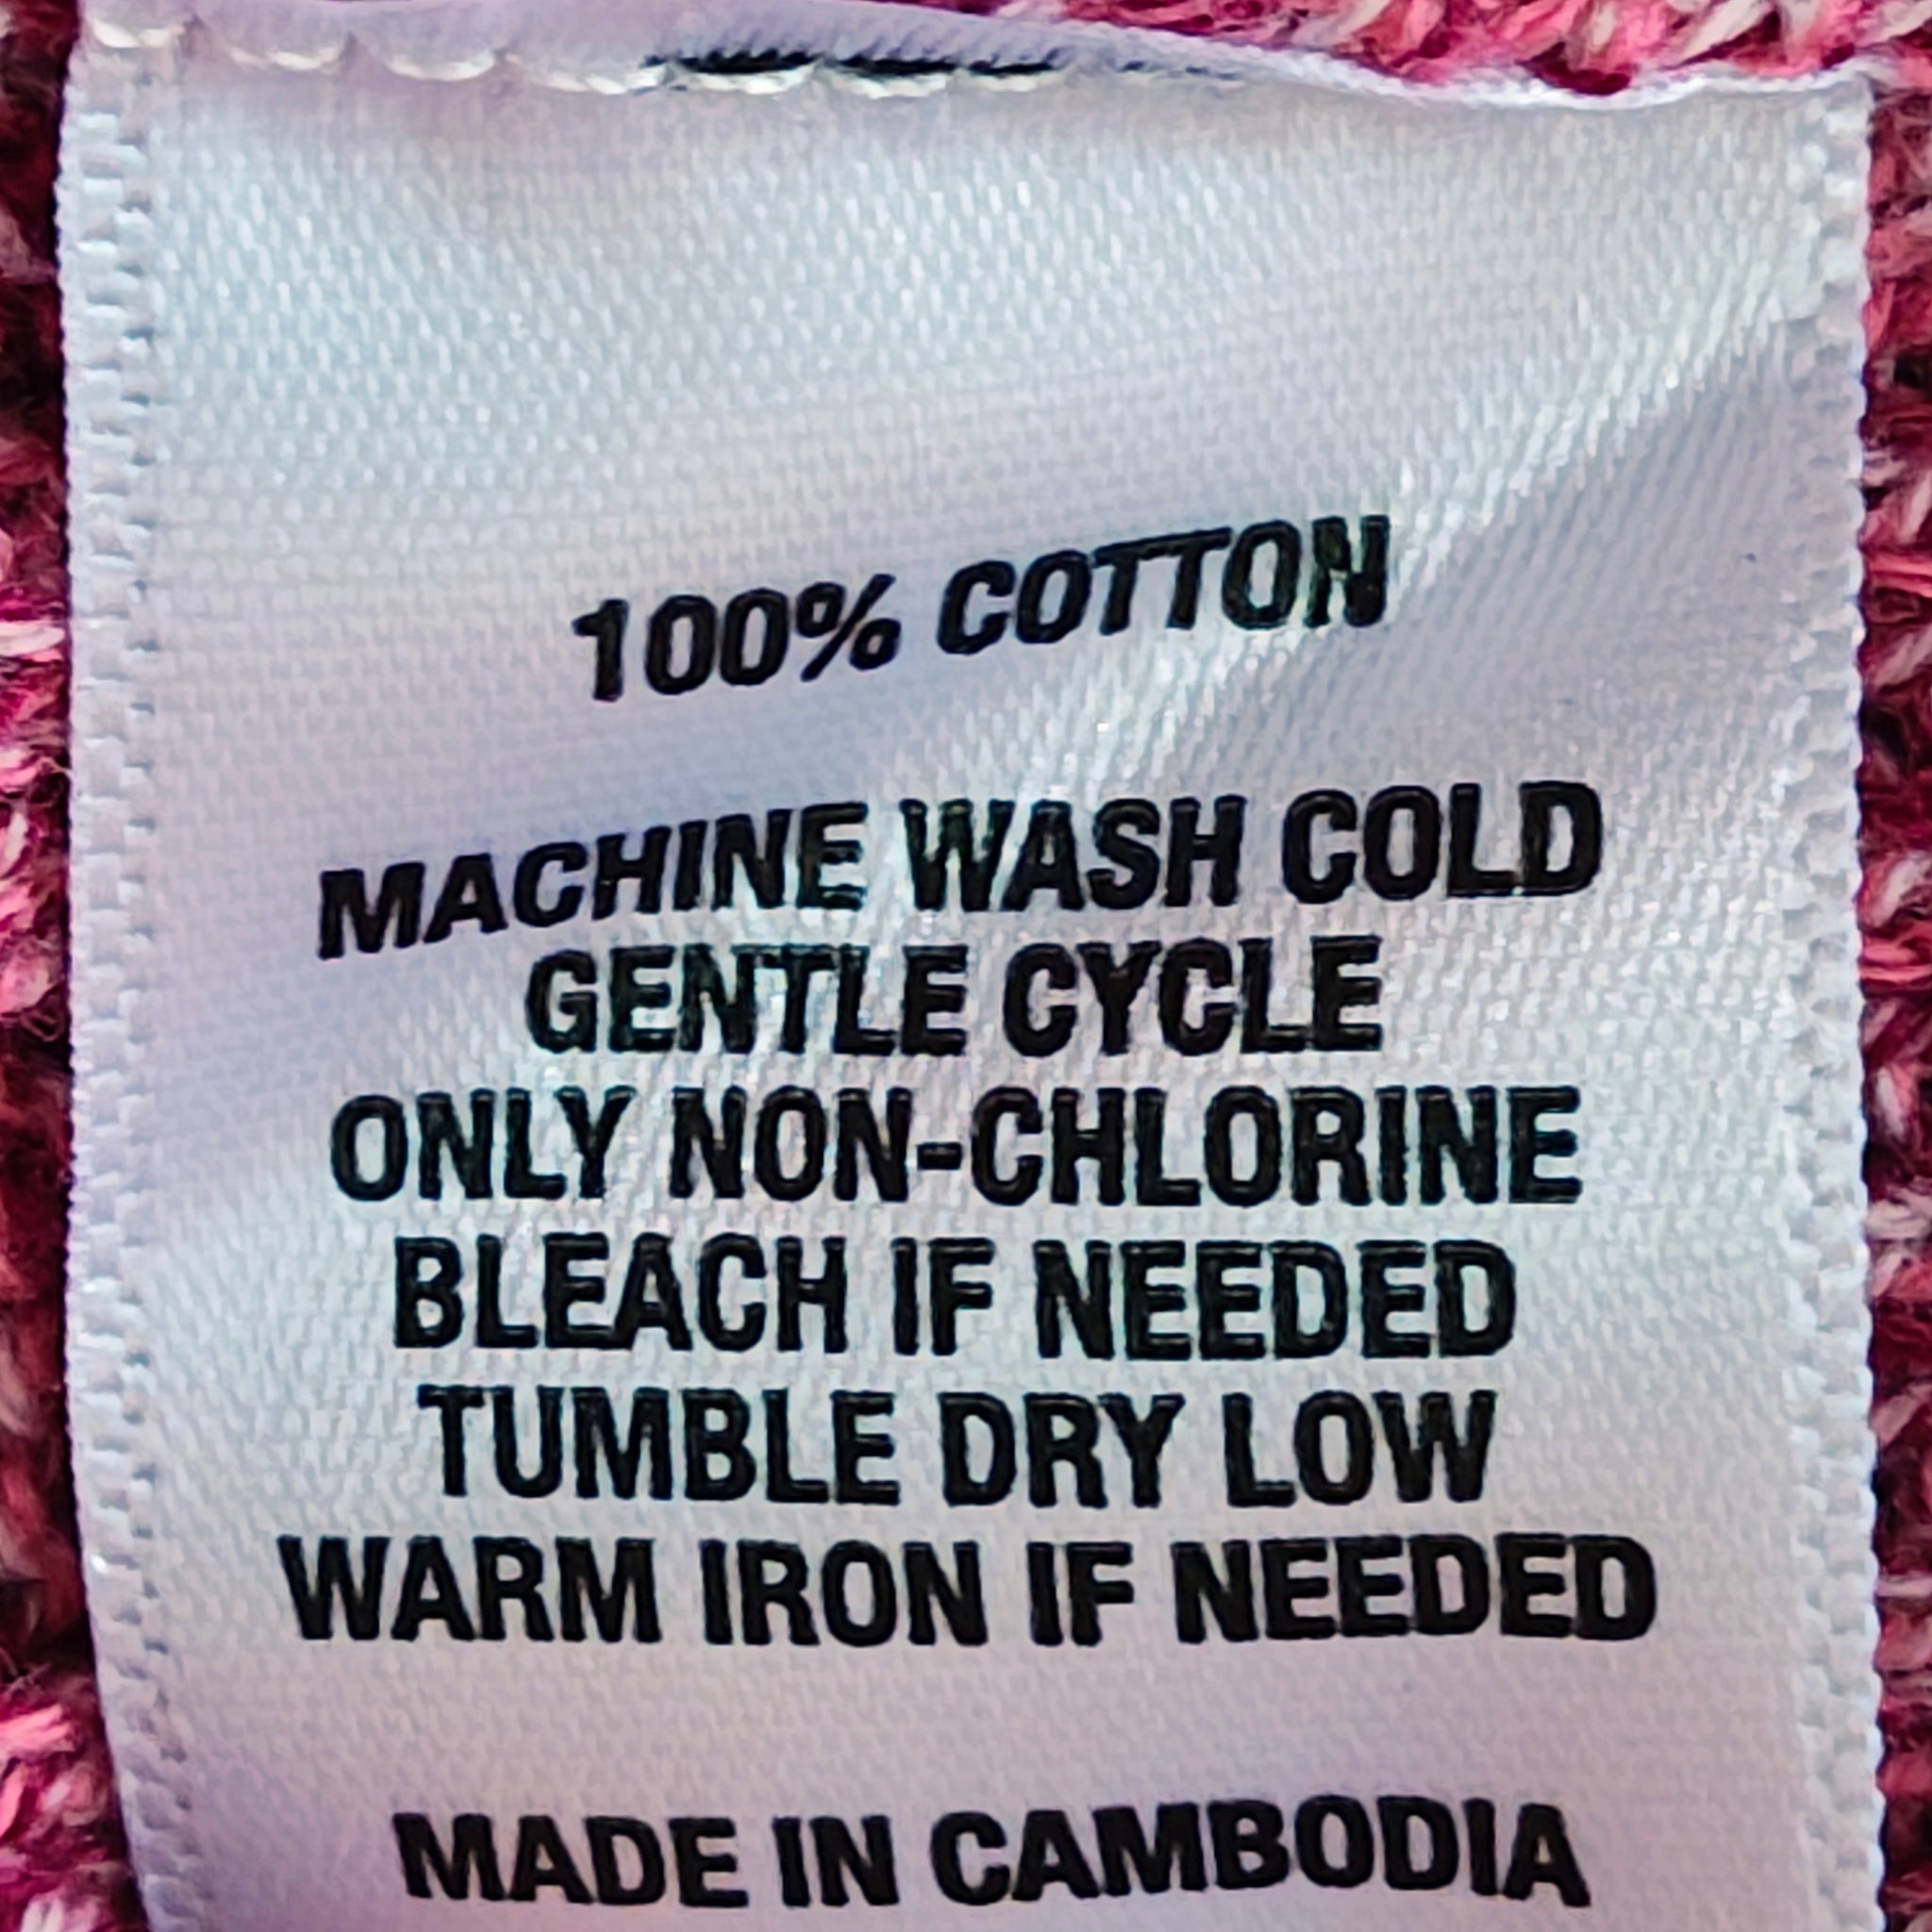 100% COTTON
MACHINE WASH COLD
GENTLE CYCLE
ONLY NON-CHLORINE
BLEACH IF NEEDED
TUMBLE DRY LOW
WARM IRON IF NEEDED
MADE IN CAMBODIA